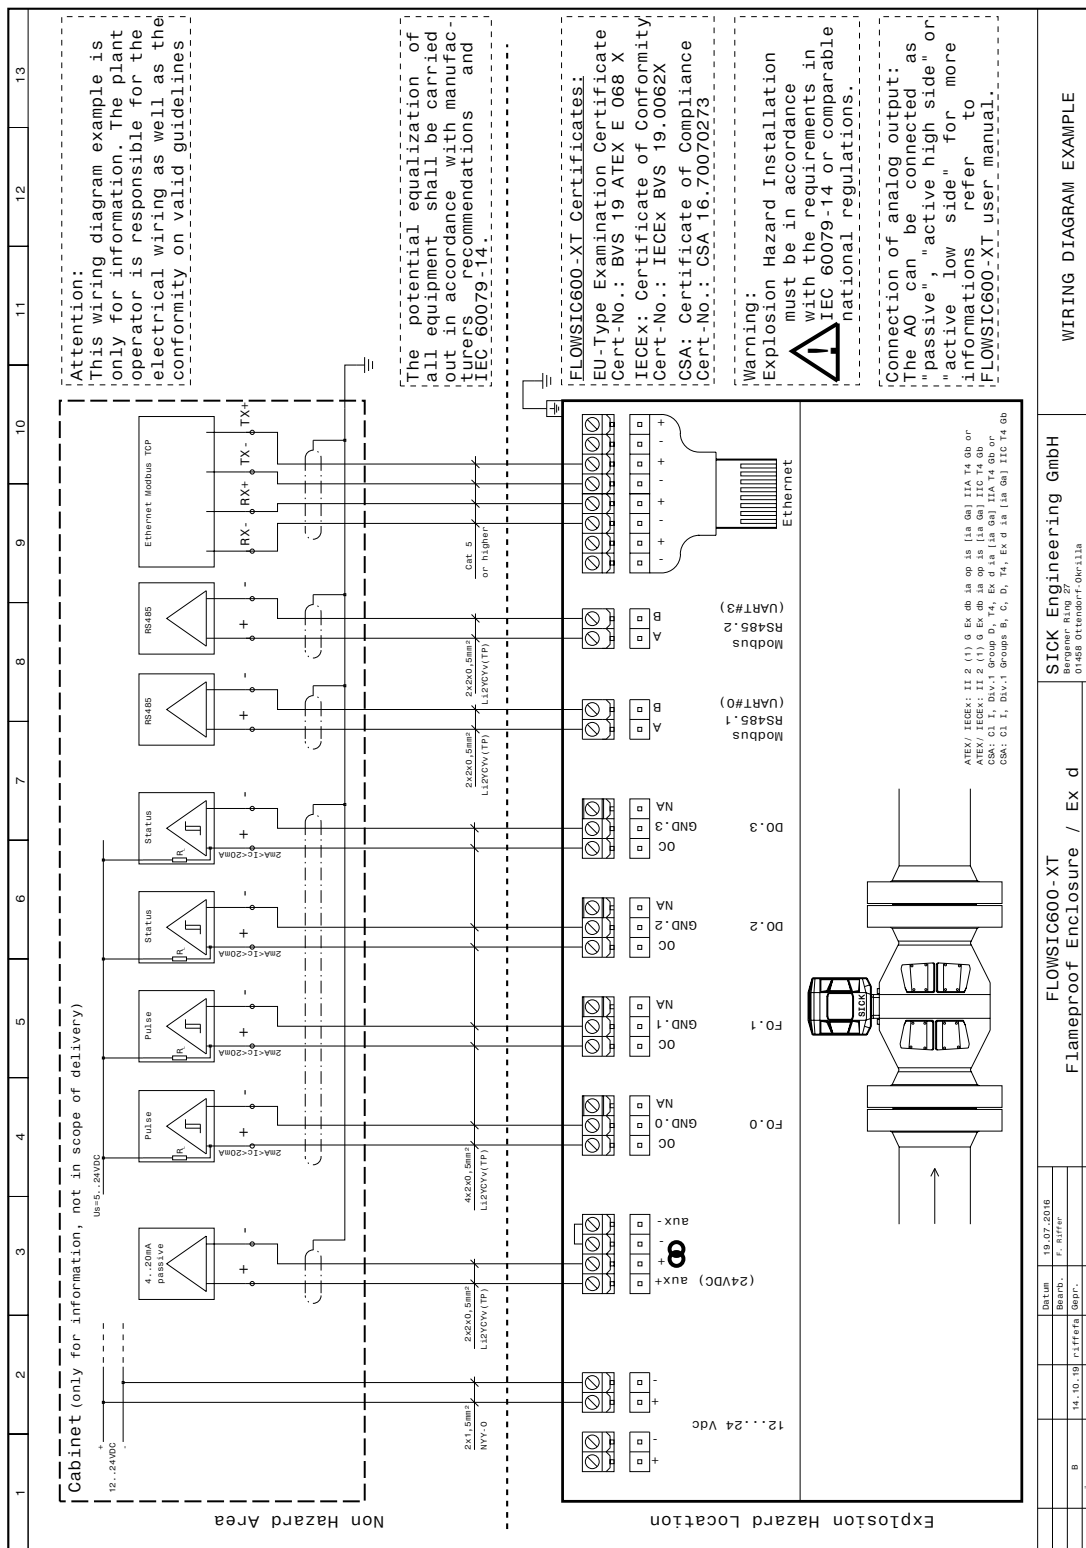 1
2
3
4
5
6
7
8
9
10
11
12
13
Non Hazard Area
Cabinet (only for information, not in scope of delivery)
+
12..24VDC
-
Us=5..24VDC
4..20mA
passive
+
-
Pulse
R
2mA<Ic<20mA
+
-
Pulse
R
2mA<Ic<20mA
+
-
Status
R
2mA<Ic<20mA
+
-
Status
R
2mA<Ic<20mA
+
-
RS485
+
-
RS485
+
-
Ethernet Modbus TCP
RX-
RX+
TX-
TX+
Attention:
This wiring diagram example is
only for information. The plant
operator is responsible for the
electrical wiring as well as the
conformity on valid guidelines
2x1,5mm²
NYY-O
2x2x0,5mm²
Li2YCYv(TP)
4x2x0,5mm²
Li2YCYv(TP)
2x2x0,5mm²
Li2YCYv(TP)
2x2x0,5mm²
Li2YCYv(TP)
Cat 5
or higher
The potential equalization of
all equipment shall be carried
out in accordance with manufac-
turers recommendations and
IEC 60079-14.
Explosion Hazard Location
+
-
+
-
12...24 Vdc
aux+
+
-
aux-
(24VDC)
OC
GND.0
NA
FO.0
OC
GND.1
NA
FO.1
OC
GND.2
NA
DO.2
OC
GND.3
NA
DO.3
A
B
Modbus
RS485.1
(UART#0)
A
B
Modbus
RS485.2
(UART#3)
-
+
-
+
-
+
-
+
Ethernet
SICK
ATEX/ IECEx: II 2 (1) G Ex db ia op is [ia Ga] IIA T4 Gb or
ATEX/ IECEx: II 2 (1) G Ex db ia op is [ia Ga] IIC T4 Gb
CSA: Cl I, Div.1 Group D, T4, Ex d ia [ia Ga] IIA T4 Gb or
CSA: Cl I, Div.1 Groups B, C, D, T4, Ex d ia [ia Ga] IIC T4 Gb
FLOWSIC600-XT Certificates:
EU-Type Examination Certificate
Cert-No.: BVS 19 ATEX E 068 X
IECEx: Certificate of Conformity
Cert-No.: IECEx BVS 19.0062X
CSA: Certificate of Compliance
Cert.-No.: CSA 16.70070273
Warning:
Explosion Hazard Installation
must be in accordance
with the requirements in
IEC 60079-14 or comparable
national regulations.
Connection of analog output:
The AO can be connected as
"passive","active high side" or
"active low side" for more
informations refer to
FLOWSIC600-XT user manual.
B
14.10.19
riffefa
Datum
19.07.2016
Bearb.
F. Riffer
Gepr.
FLOWSIC600-XT
Flameproof Enclosure / Ex d
SICK Engineering GmbH
Bergener Ring 27
01458 Ottendorf-Okrilla
WIRING DIAGRAM EXAMPLE